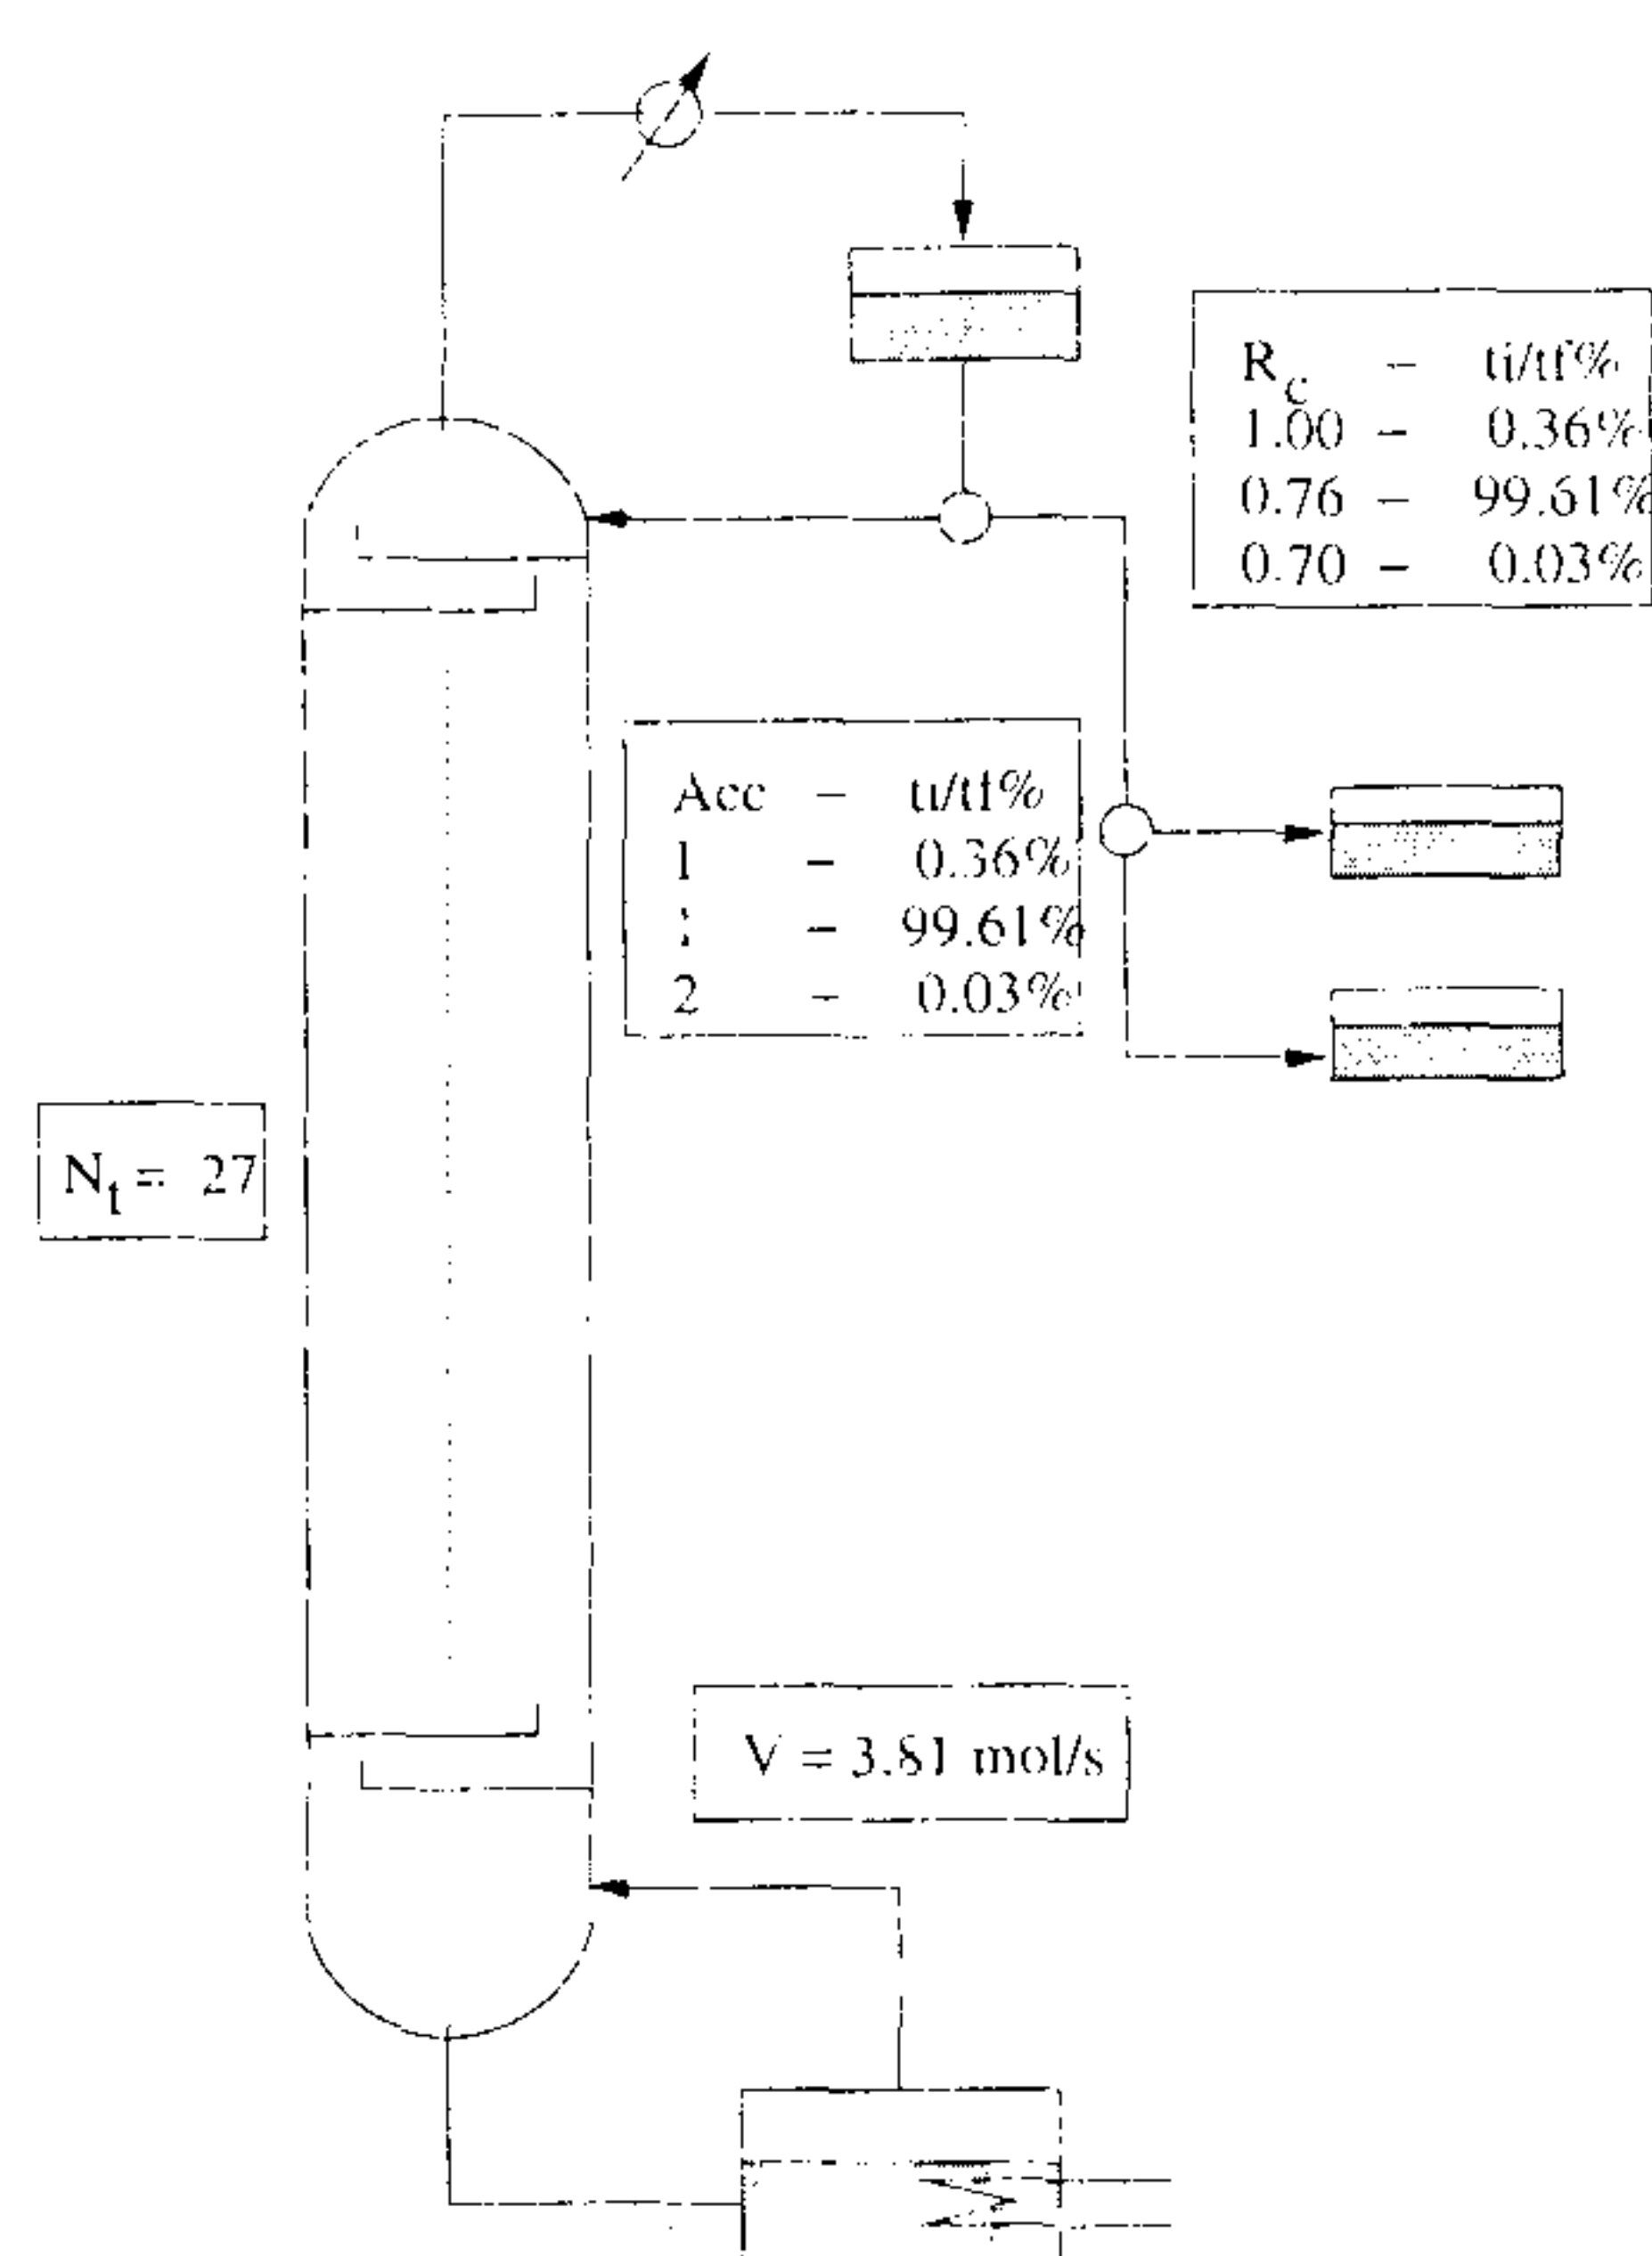 R_c – ti/tf%
1.00 – 0.36%
0.76 – 99.61%
0.70 – 0.03%
Acc – ti/tf%
1 – 0.36%
1 – 99.61%
2 – 0.03%
N_t = 27
V = 3.81 mol/s